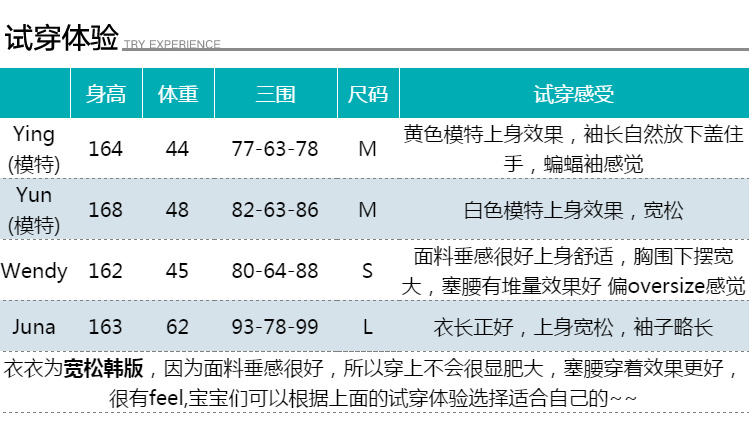 试穿体验 TRY EXPERIENCE
身高 体重 三围 尺码 试穿感受
Ying
(模特) 164 44 77-63-78 M 黄色模特上身效果，袖长自然放下盖住
手，蝙蝠袖感觉
Yun
(模特) 168 48 82-63-86 M 白色模特上身效果，宽松
Wendy 162 45 80-64-88 S 面料垂感很好上身舒适，胸围下摆宽
大，塞腰有堆量效果好 偏oversize感觉
Juna 163 62 93-78-99 L 衣长正好，上身宽松，袖子略长
衣衣为宽松韩版，因为面料垂感很好，所以穿上不会很显肥大，塞腰穿着效果更好，
很有feel,宝宝们可以根据上面的试穿体验选择适合自己的~~